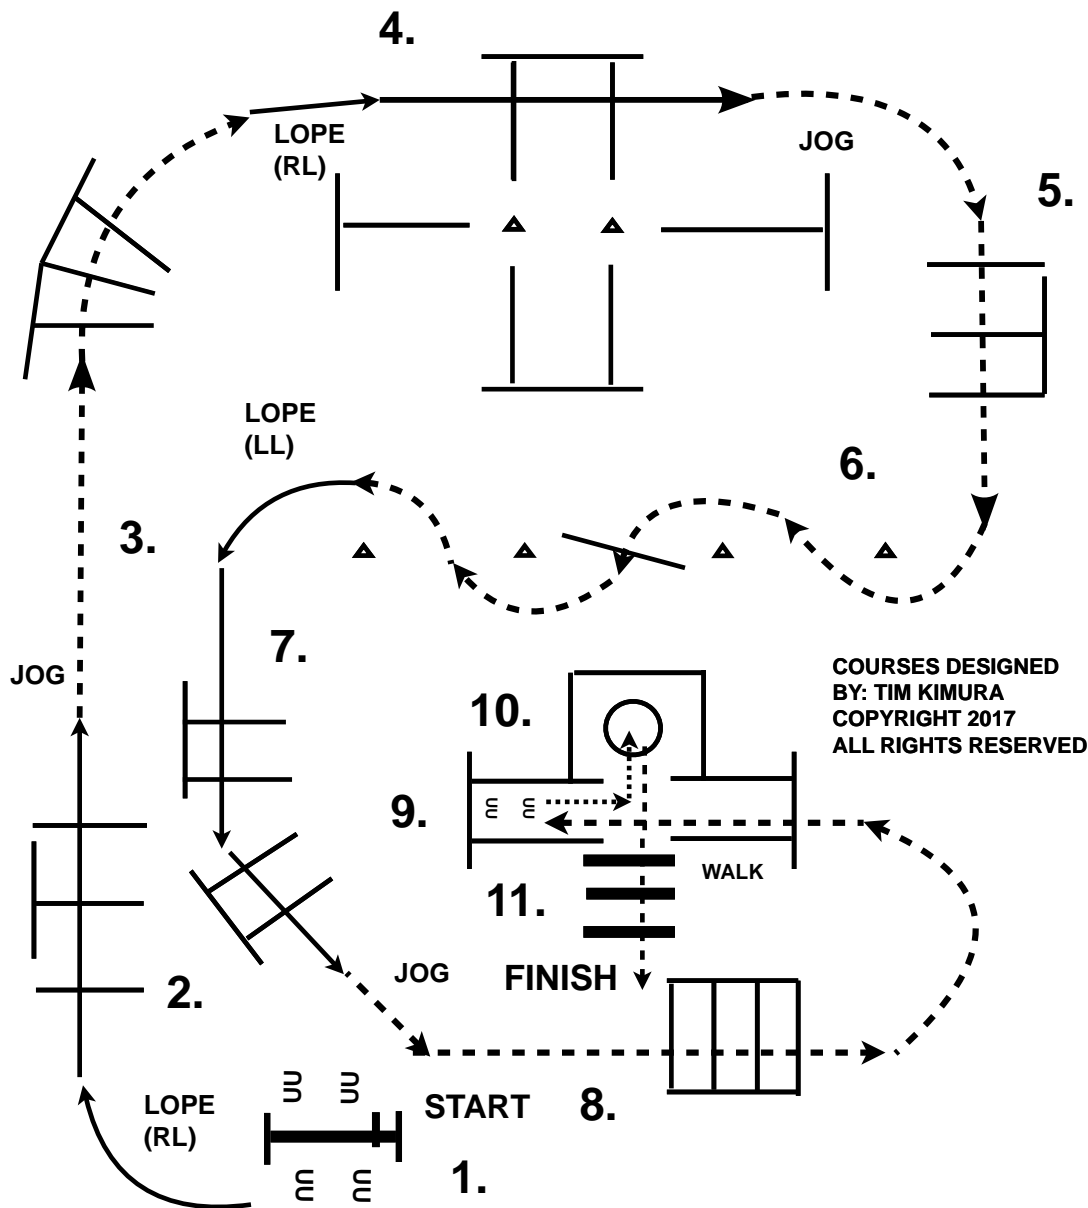 4.
LOPE
(RL)
JOG
5.
LOPE
(LL)
6.
3.
7.
JOG
COURSES DESIGNED
BY: TIM KIMURA
COPYRIGHT 2017
ALL RIGHTS RESERVED
10.
9.
WALK
11.
JOG
FINISH
2.
LOPE
(RL)
START
8.
1.